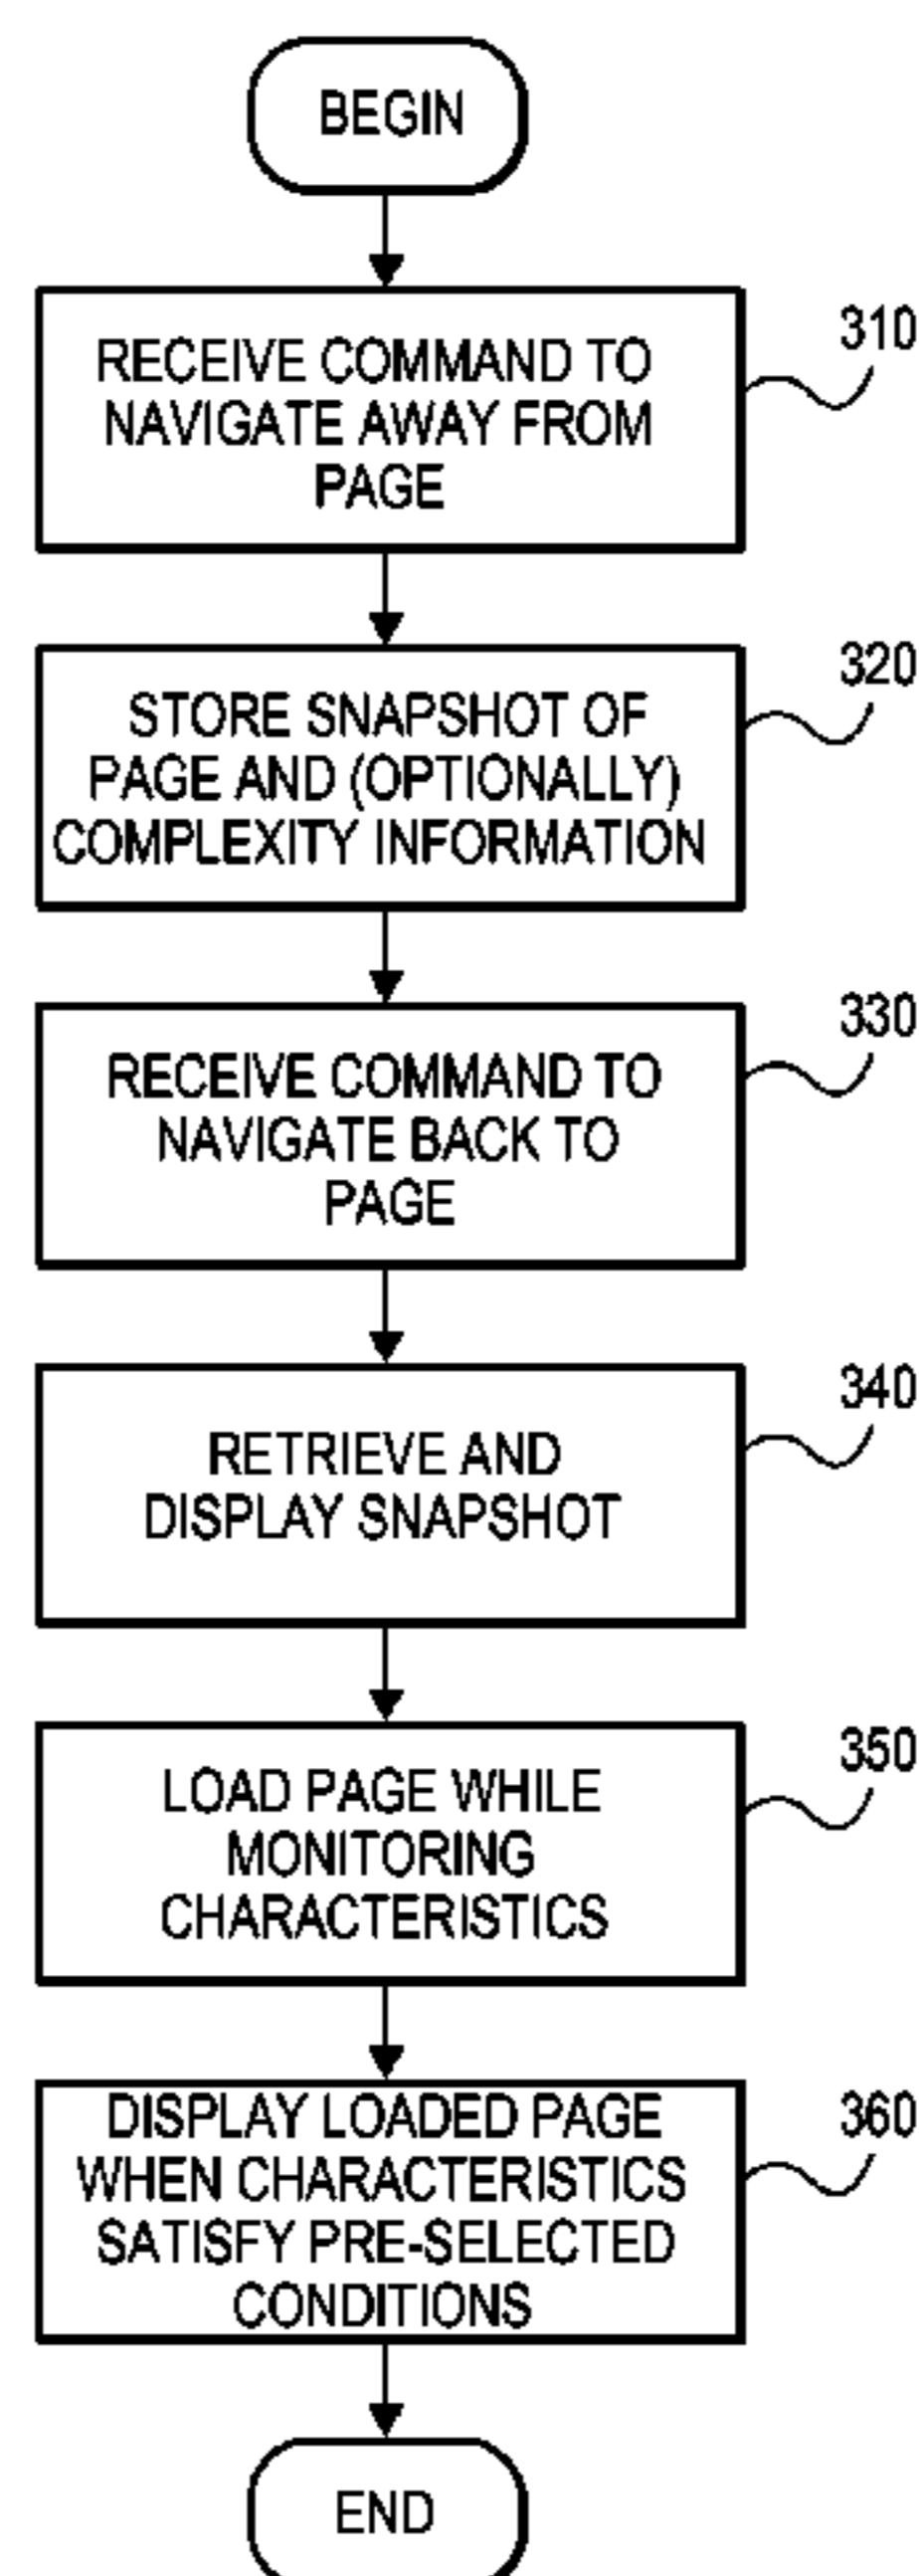 BEGIN
RECEIVE COMMAND TO
NAVIGATE AWAY FROM
PAGE
310
STORE SNAPSHOT OF
PAGE AND (OPTIONALLY)
COMPLEXITY INFORMATION
320
RECEIVE COMMAND TO
NAVIGATE BACK TO
PAGE
330
RETRIEVE AND
DISPLAY SNAPSHOT
340
LOAD PAGE WHILE
MONITORING
CHARACTERISTICS
350
DISPLAY LOADED PAGE
WHEN CHARACTERISTICS
SATISFY PRE-SELECTED
CONDITIONS
360
END